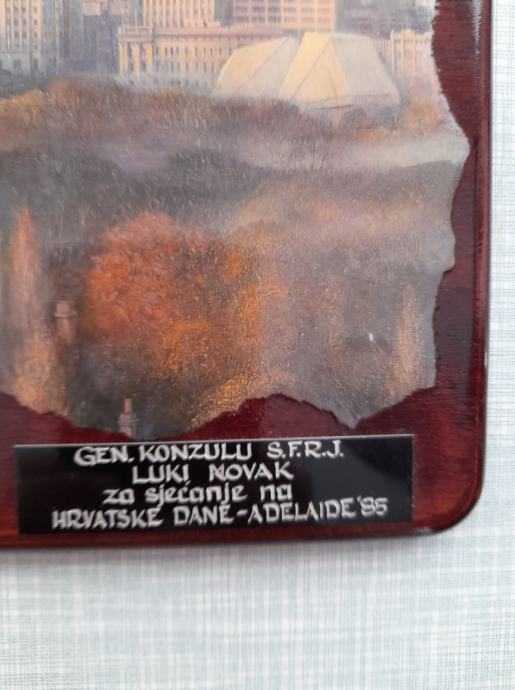 GEN. KONZULU S.F.R.J.
LUKI NOVAK
za sjećanje na
HRVATSKE DANE-ADELAIDE '85